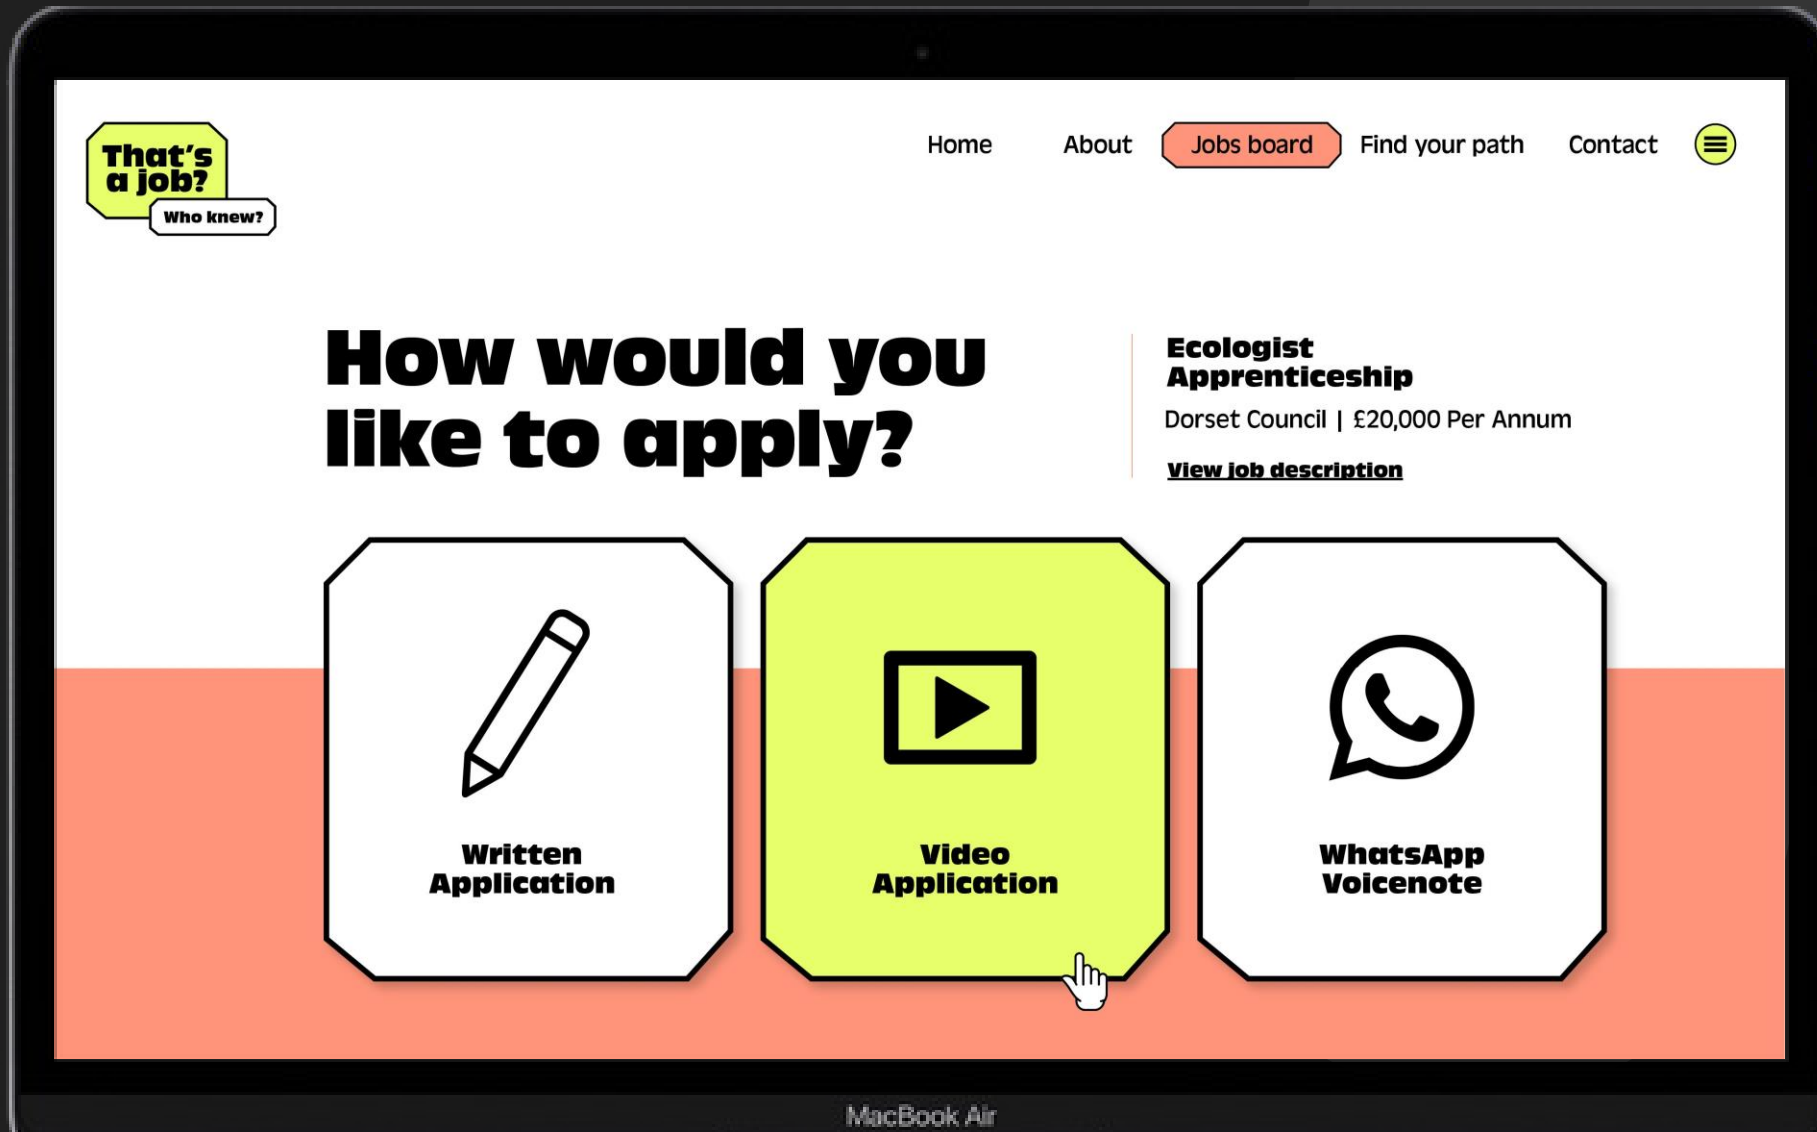 That's
a job?
Who knew?
Home
About
Jobs board
Find your path
Contact
How would you
like to apply?
Ecologist
Apprenticeship
Dorset Council | £20,000 Per Annum
View job description
Written
Application
Video
Application
WhatsApp
Voicenote
MacBook Air